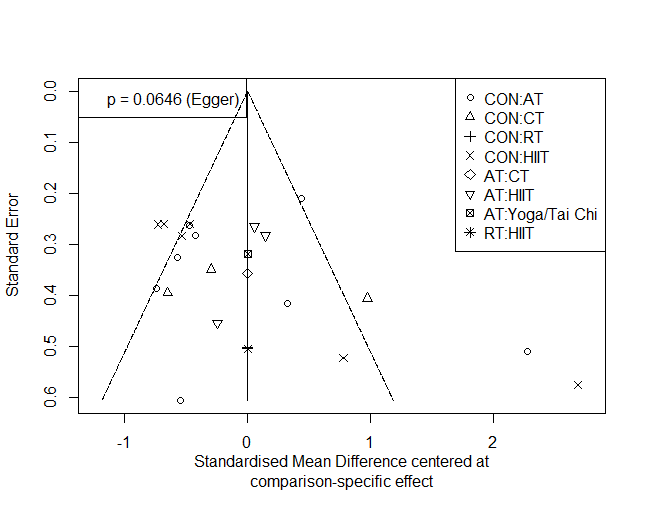 p = 0.0646 (Egger)
CON:AT
CON:CT
CON:RT
CON:HIIT
AT:CT
AT:HIIT
AT:Yoga/Tai Chi
RT:HIIT
Standard Error
0.0
0.1
0.2
0.3
0.4
0.5
0.6
-1
0
1
2
Standardised Mean Difference centered at
comparison-specific effect